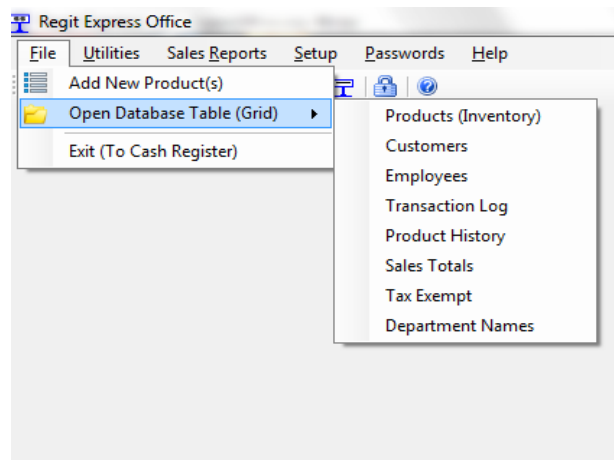 Regit Express Office
File Utilities Sales Reports Setup Passwords Help
Add New Product(s)
Open Database Table (Grid)
Exit (To Cash Register)
Products (Inventory)
Customers
Employees
Transaction Log
Product History
Sales Totals
Tax Exempt
Department Names